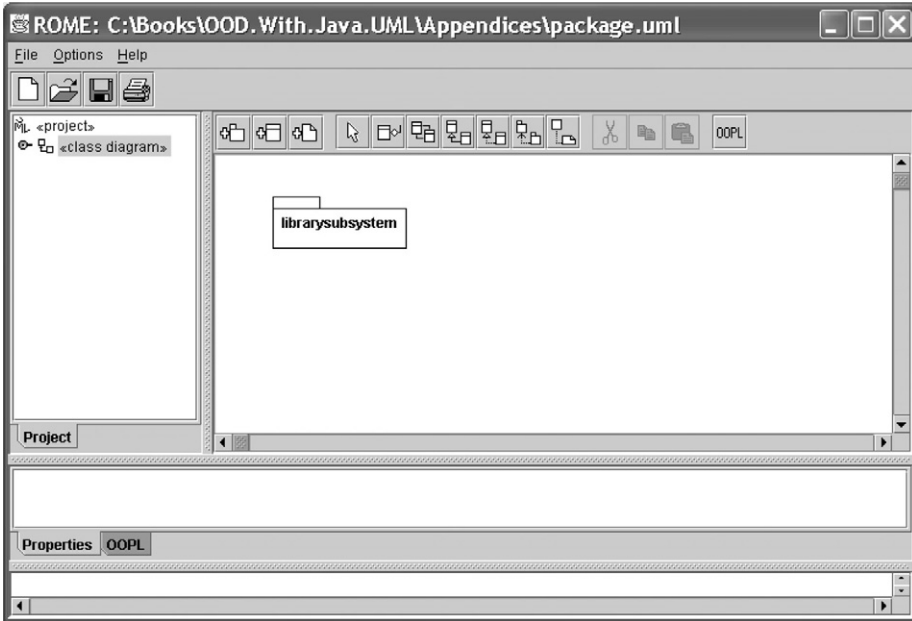 ROME: C:\Books\OOD.With.Java.UML\Appendices\package.uml
File Options Help
«project»
«class diagram»
OOPL
librarysubsystem
Project
Properties OOPL